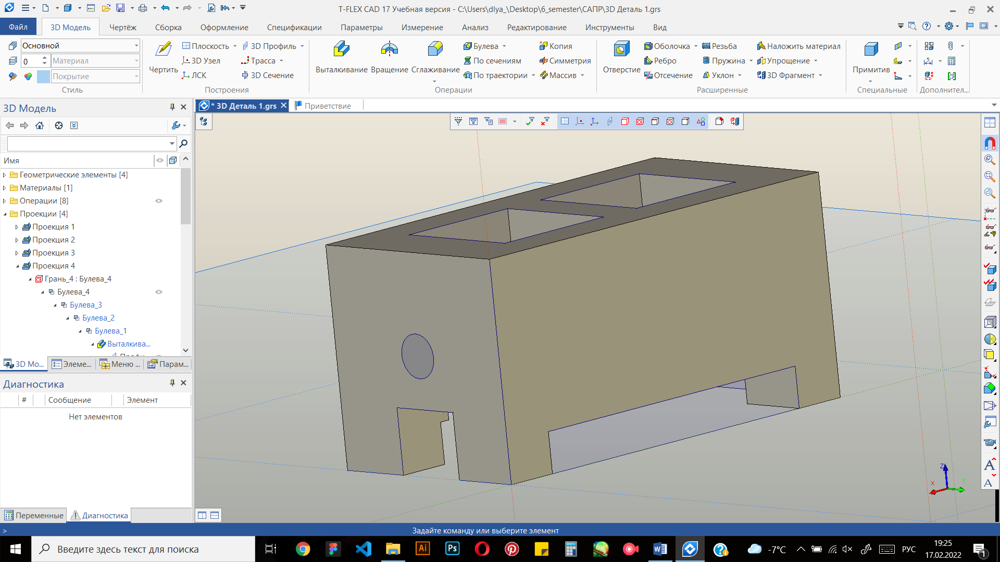 T-FLEX CAD 17 Учебная версия - C:\Users\dlya_\Desktop\6_semester\САПР\3D Деталь 1.grs
Файл
3D Модель
Чертёж
Сборка
Оформление
Спецификации
Параметры
Измерение
Анализ
Редактирование
Инструменты
Вид
Основной
0
Материал
Покрытие
Стиль
Чертить
Плоскость
3D Профиль
3D Узел
Трасса
ЛСК
3D Сечение
Построения
Выталкивание
Вращение
Сглаживание
Булева
Копия
По сечениям
Симметрия
По траектории
Массив
Операции
Отверстие
Оболочка
Резьба
Наложить материал
Ребро
Пружина
Упрощение
Отсечение
Уклон
3D Фрагмент
Расширенные
Примитив
Специальные
Дополнител...
3D Модель
* 3D Деталь 1.grs
Приветствие
Имя
Геометрические элементы [4]
Материалы [1]
Операции [8]
Проекции [4]
Проекция 1
Проекция 2
Проекция 3
Проекция 4
Грань_4 : Булева_4
Булева_4
Булева_3
Булева_2
Булева_1
Выталкива...
3D Мо...
Элеме...
Меню ...
Парам...
Диагностика
#
Сообщение
Элемент
Нет элементов
Переменные
Диагностика
Z
X
Y
>
Задайте команду или выберите элемент
Введите здесь текст для поиска
Ai
Ps
-7°C
РУС
19:25
17.02.2022
1